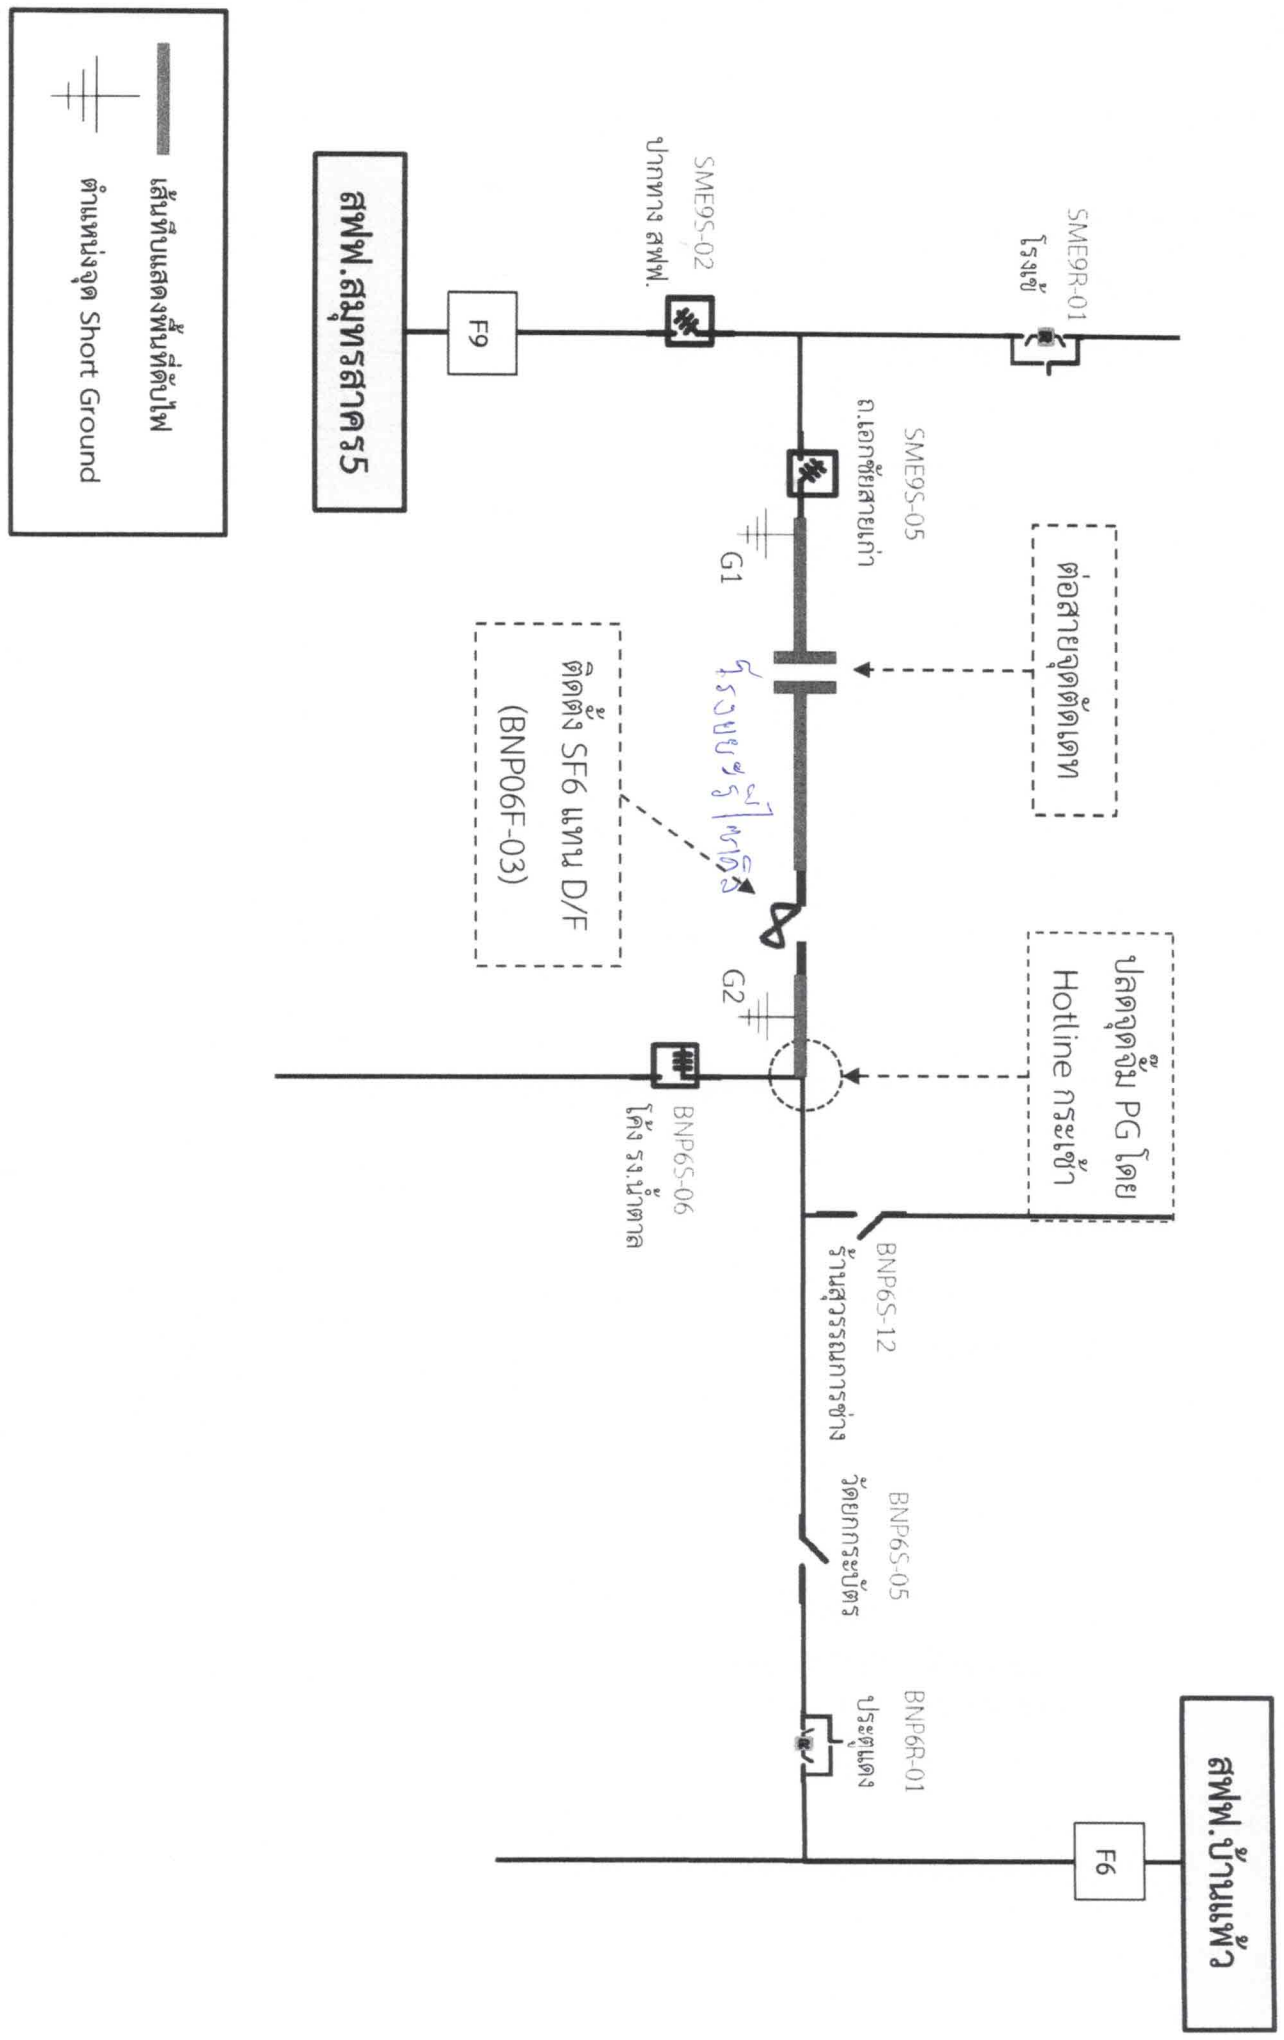 สฟฟ.บ้านแพ้ว
F6
ปลดจุดจั๊ม PG โดย
Hotline กระเช้า
ต่อสายจุดตัดเดท
SME9R-01
โรงเข้
BNP6R-01
ประตูแดง
BNP6S-05
วัดยกกระบัตร
BNP6S-12
ร้านสุวรรณการช่าง
SME9S-05
ถ.เอกชัยสายเก่า
G1
G2
SME9S-02
ปากทาง สฟฟ.
BNP6S-06
โค้ง รง.น้ำตาล
ติดตั้ง SF6 แทน D/F
(BNP06F-03)
F9
สฟฟ.สมุทรสาคร5
เส้นทึบแสดงพื้นที่ดับไฟ
ตำแหน่งจุด Short Ground